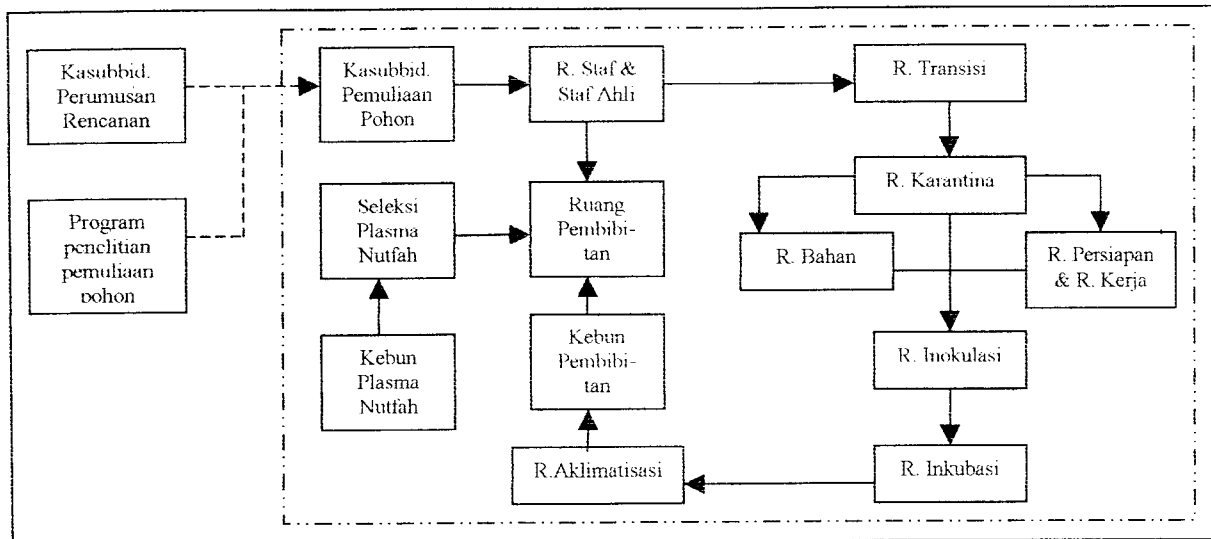 Kasubbid.
Perumusan
Rencanan
Kasubbid.
Pemuliaan
Pohon
R. Staf &
Staf Ahli
R. Transisi
Program
penelitian
pemuliaan
pohon
Seleksi
Plasma
Nutfah
Ruang
Pembibi-
tan
R. Karantina
R. Bahan
R. Persiapan
& R. Kerja
Kebun
Plasma
Nutfah
Kebun
Pembibi-
tan
R. Inokulasi
R.Aklimatisasi
R. Inkubasi